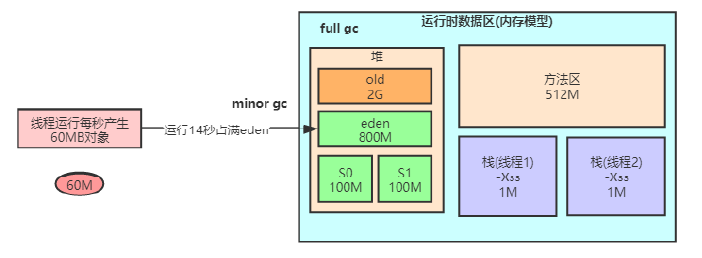 运行时数据区(内存模型)
full gc
堆
old
2G
minor gc
eden
800M
S0
100M
S1
100M
方法区
512M
栈(线程1)
-Xss
1M
栈(线程2)
-Xss
1M
线程运行每秒产生
60MB对象
运行14秒占满eden
60M